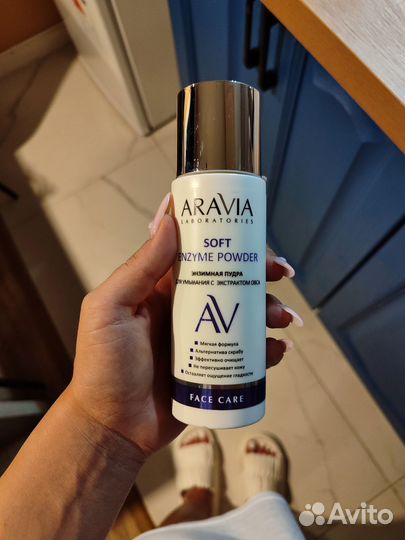 ARAVIA
LABORATORIES
SOFT
ENZYME POWDER
ЭНЗИМНАЯ ПУДРА
ДЛЯ УМЫВАНИЯ С ЭКСТРАКТОМ ОВСА
AV
Мягкая формула
Альтернатива скрабу
Эффективно очищает
Не пересушивает кожу
Оставляет ощущение гладкости
FACE CARE
Avito